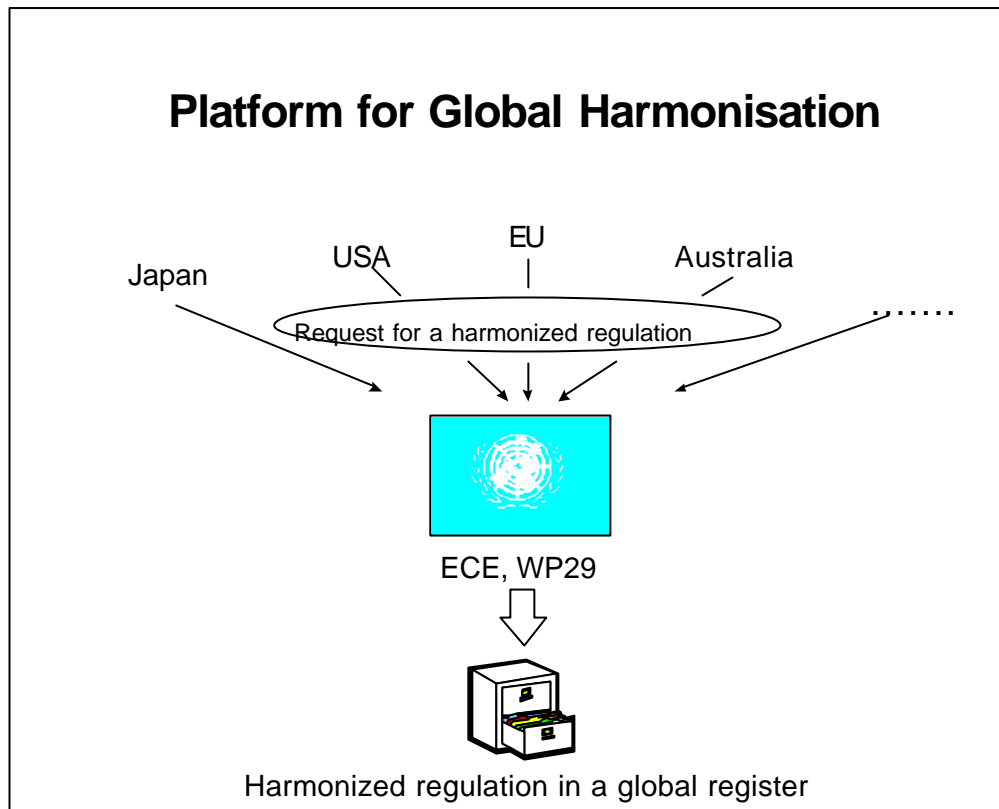 Platform for Global Harmonisation
EU
USA
Australia
Japan
.......
Request for a harmonized regulation
ECE, WP29
Harmonized regulation in a global register